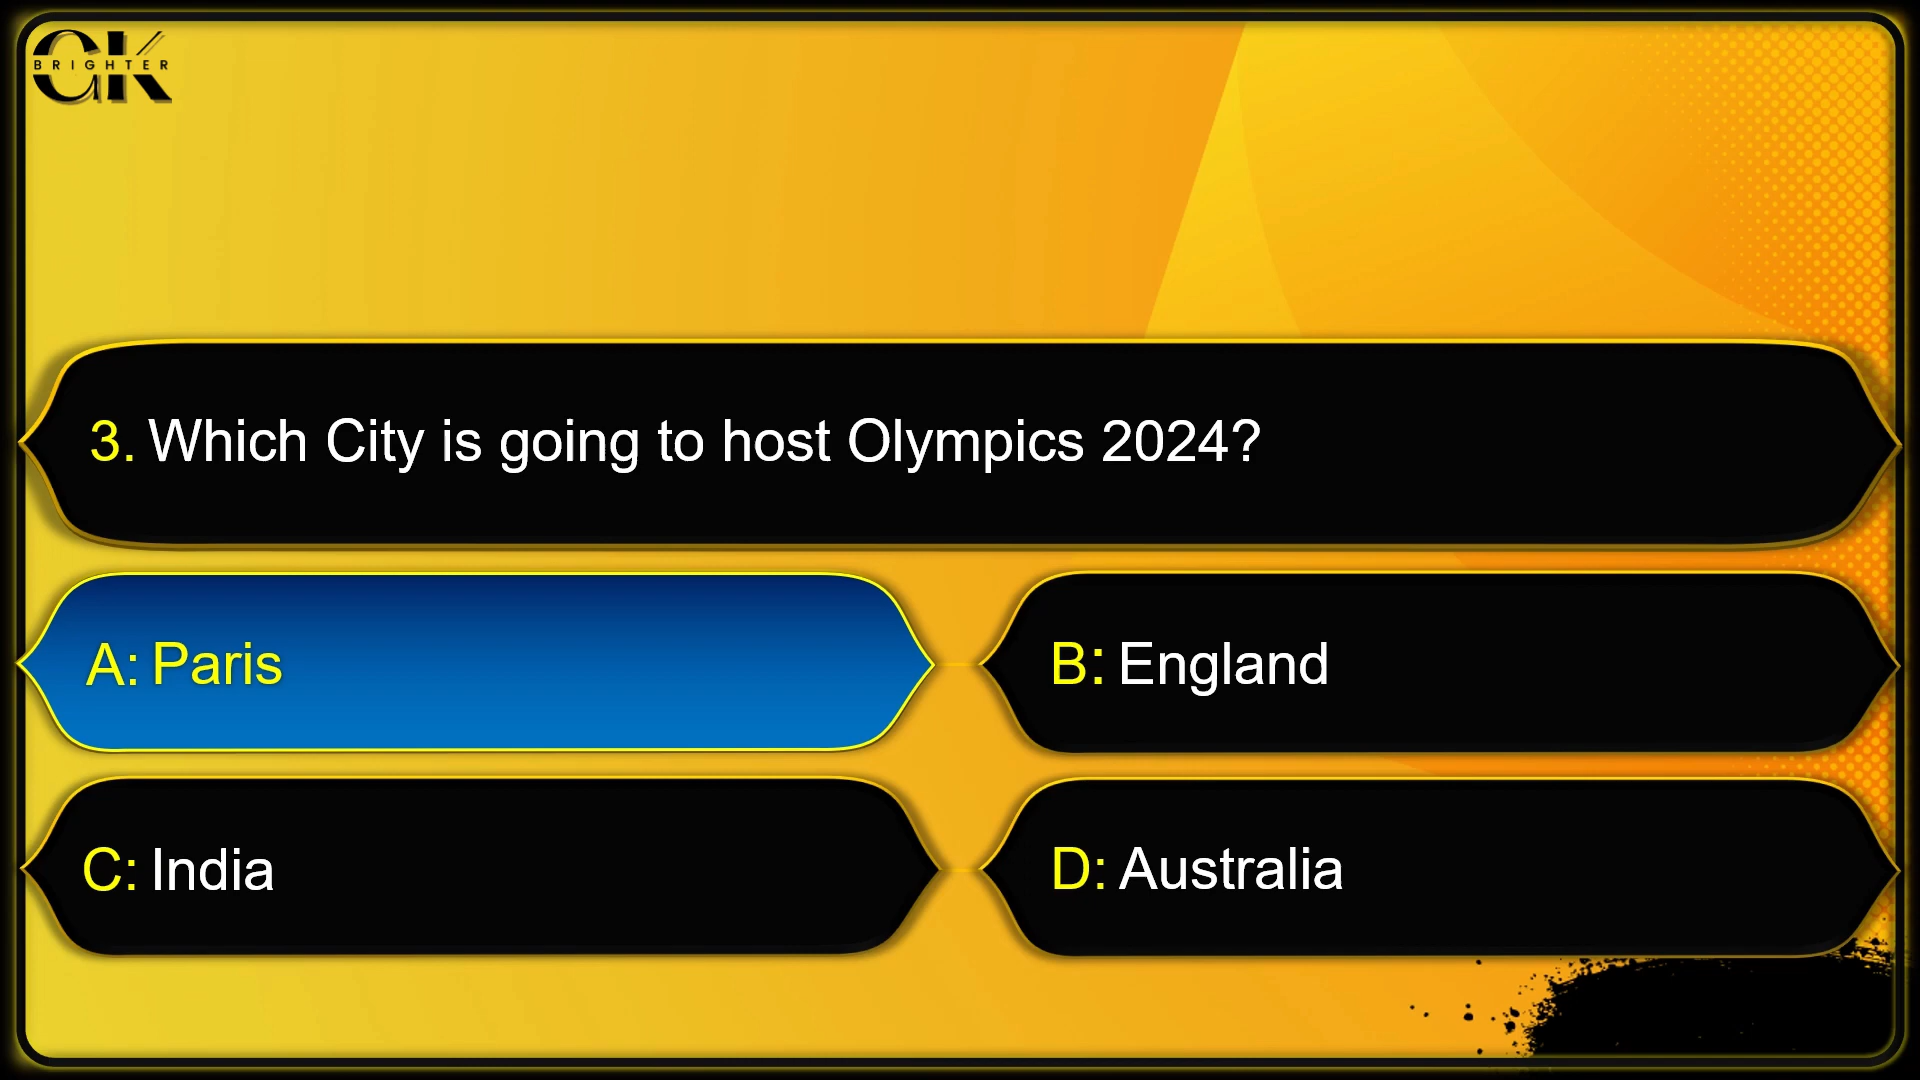 GK
BRIGHTER
3. Which City is going to host Olympics 2024?
A: Paris
B: England
C: India
D: Australia